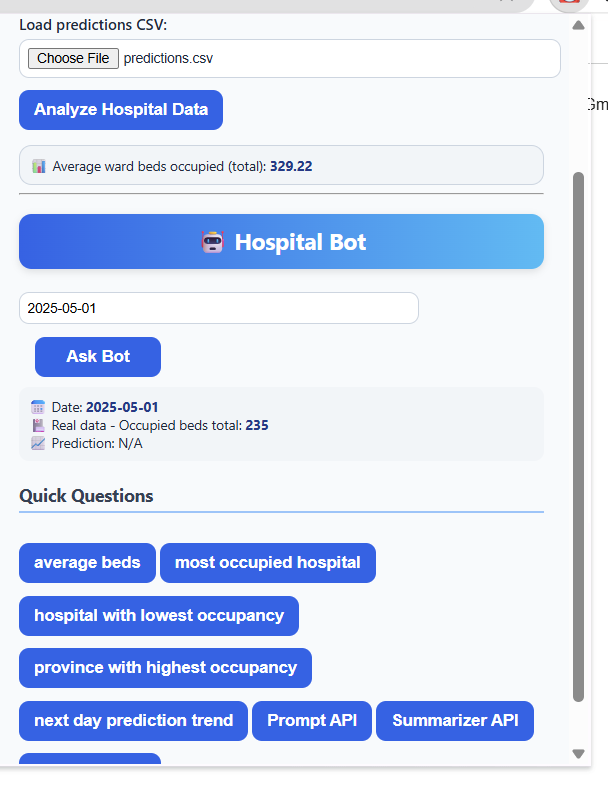 Load predictions CSV:
Choose File predictions.csv
Analyze Hospital Data
Average ward beds occupied (total): 329.22
Hospital Bot
2025-05-01
Ask Bot
Date: 2025-05-01
Real data - Occupied beds total: 235
Prediction: N/A
Quick Questions
average beds most occupied hospital
hospital with lowest occupancy
province with highest occupancy
next day prediction trend Prompt API Summarizer API